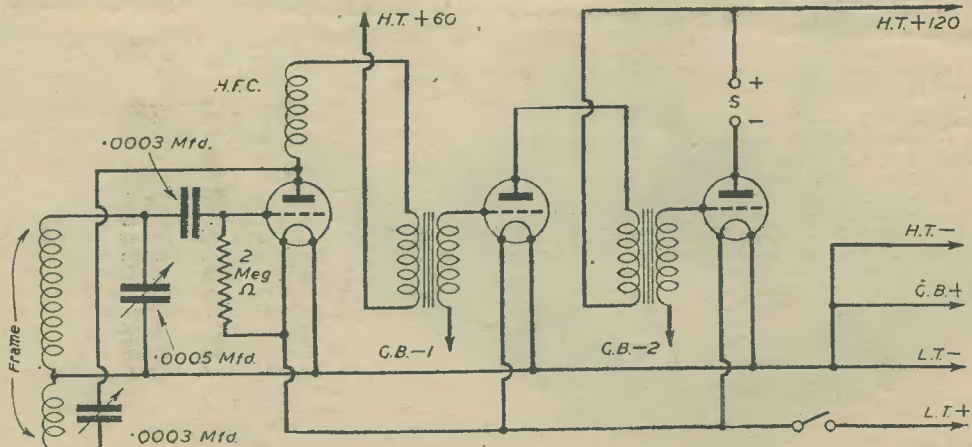 H.T.+60
H.T.+120
H.F.C.
+
S
−
.0003 Mfd.
2
Meg
Ω
H.T.−
G.B.+
Frame
.0005 Mfd.
G.B.−1
G.B.−2
L.T.−
.0003 Mfd.
L.T.+